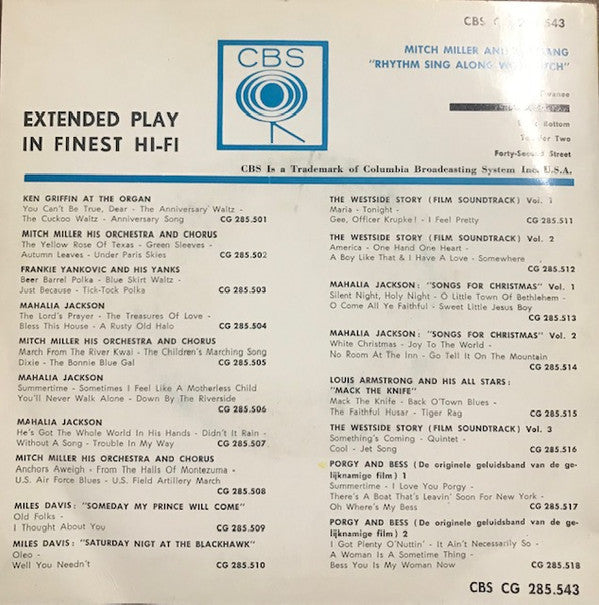 CBS C 543
CBS
EXTENDED PLAY
IN FINEST HI-FI
MITCH MILLER AND ANG
"RHYTHM SING ALONG
Swanee
Bottom
Two
Forty-Second Street
CBS Is a Trademark of Columbia Broadcasting System Inc. U.S.A.
KEN GRIFFIN AT THE ORGAN
You Can't Be True, Dear - The Anniversary Waltz -
The Cuckoo Waltz - Anniversary Song CG 285.501
MITCH MILLER HIS ORCHESTRA AND CHORUS
The Yellow Rose Of Texas - Green Sleeves -
Autumn Leaves - Under Paris Skies CG 285.502
FRANKIE YANKOVIC AND HIS YANKS
Beer Barrel Polka - Blue Skirt Waltz -
Just Because - Tick-Tock Polka CG 285.503
MAHALIA JACKSON
The Lord's Prayer - The Treasures Of Love -
Bless This House - A Rusty Old Halo CG 285.504
MITCH MILLER HIS ORCHESTRA AND CHORUS
March From The River Kwai - The Children's Marching Song
Dixie - The Bonnie Blue Gal CG 285.505
MAHALIA JACKSON
Summertime - Sometimes I Feel Like A Motherless Child
You'll Never Walk Alone - Down By The Riverside
CG 285.506
MAHALIA JACKSON
He's Got The Whole World In His Hands - Didn't It Rain -
Without A Song - Trouble In My Way CG 285.507
MITCH MILLER HIS ORCHESTRA AND CHORUS
Anchors Aweigh - From The Halls Of Montezuma -
U.S. Air Force Blues - U.S. Field Artillery March
CG 285.508
MILES DAVIS: "SOMEDAY MY PRINCE WILL COME"
Old Folks -
I Thought About You CG 285.509
MILES DAVIS: "SATURDAY NIGT AT THE BLACKHAWK"
Oleo -
Well You Needn't CG 285.510
THE WESTSIDE STORY (FILM SOUNDTRACK) Vol. 1
Maria - Tonight -
Gee, Officer Krupke! - I Feel Pretty CG 285.511
THE WESTSIDE STORY (FILM SOUNDTRACK) Vol. 2
America - One Hand One Heart -
A Boy Like That & I Have A Love - Somewhere
CG 285.512
MAHALIA JACKSON: "SONGS FOR CHRISTMAS" Vol. 1
Silent Night, Holy Night - O Little Town Of Bethlehem -
O Come All Ye Faithful - Sweet Little Jesus Boy
CG 285.513
MAHALIA JACKSON: "SONGS FOR CHRISTMAS" Vol. 2
White Christmas - Joy To The World -
No Room At The Inn - Go Tell It On The Mountain
CG 285.514
LOUIS ARMSTRONG AND HIS ALL STARS:
"MACK THE KNIFE"
Mack The Knife - Back O'Town Blues -
The Faithful Husar - Tiger Rag CG 285.515
THE WESTSIDE STORY (FILM SOUNDTRACK) Vol. 3
Something's Coming - Quintet -
Cool - Jet Song CG 285.516
PORGY AND BESS (De originele geluidsband van de ge-
lijknamige film) 1
Summertime - I Love You Porgy -
There's A Boat That's Leavin' Soon For New York -
Oh Where's My Bess CG 285.517
PORGY AND BESS (De originele geluidsband van de ge-
lijknamige film) 2
I Got Plenty O'Nuttin' - It Ain't Necessarily So -
A Woman Is A Sometime Thing -
Bess You Is My Woman Now CG 285.518
CBS CG 285.543